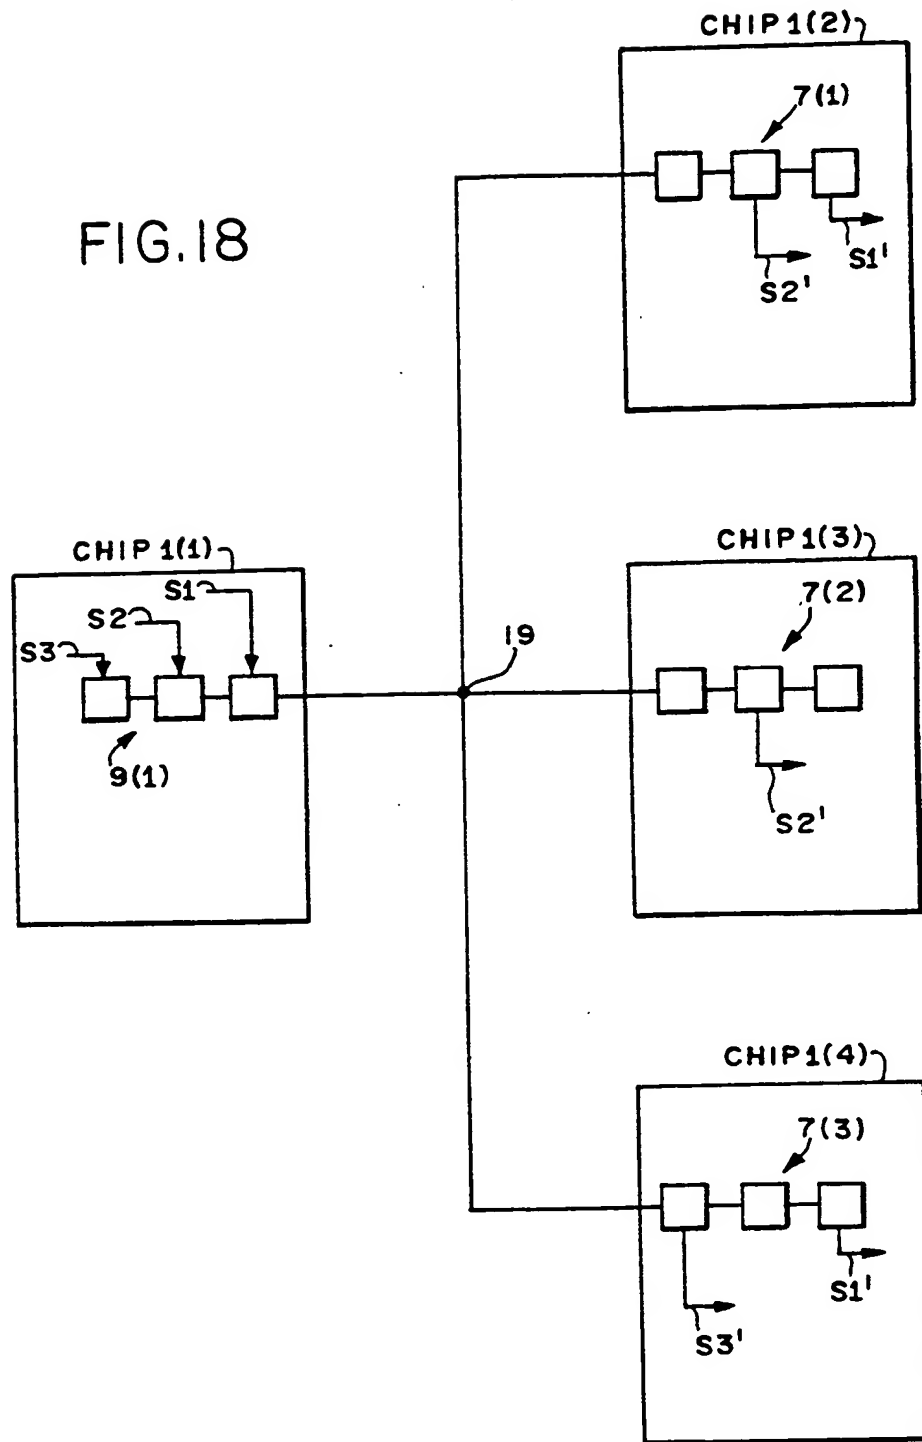 CHIP 1(2)
7(1)
FIG.18
S1'
S2'
CHIP 1(1)
CHIP 1(3)
S1
7(2)
S2
19
S3
9(1)
S2'
CHIP 1(4)
7(3)
S1'
S3'